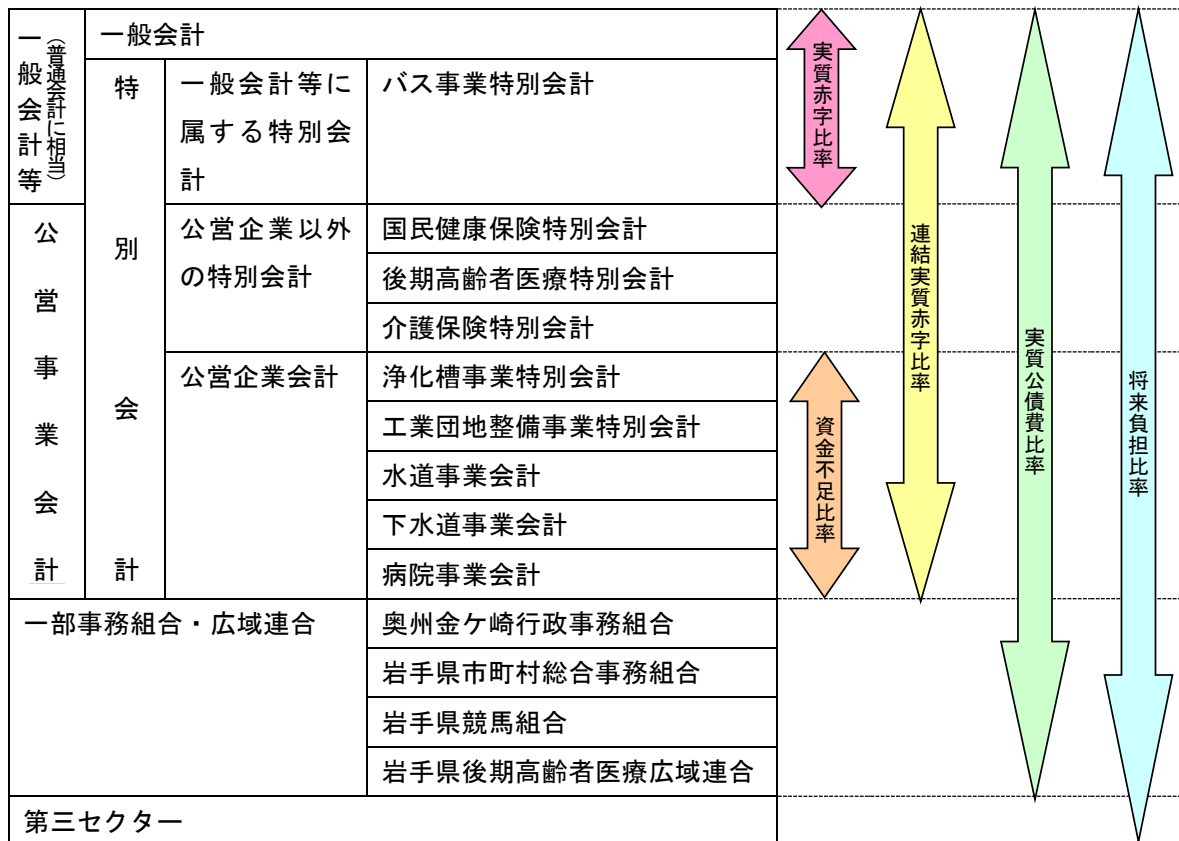 一般会計等
(普通会計に相当)
一般会計
特別会計
一般会計等に
属する特別会
計
バス事業特別会計
公営事業会計
公営企業以外
の特別会計
国民健康保険特別会計
後期高齢者医療特別会計
介護保険特別会計
公営企業会計
浄化槽事業特別会計
工業団地整備事業特別会計
水道事業会計
下水道事業会計
病院事業会計
一部事務組合・広域連合
奥州金ケ崎行政事務組合
岩手県市町村総合事務組合
岩手県競馬組合
岩手県後期高齢者医療広域連合
第三セクター
実質赤字比率
資金不足比率
連結実質赤字比率
実質公債費比率
将来負担比率